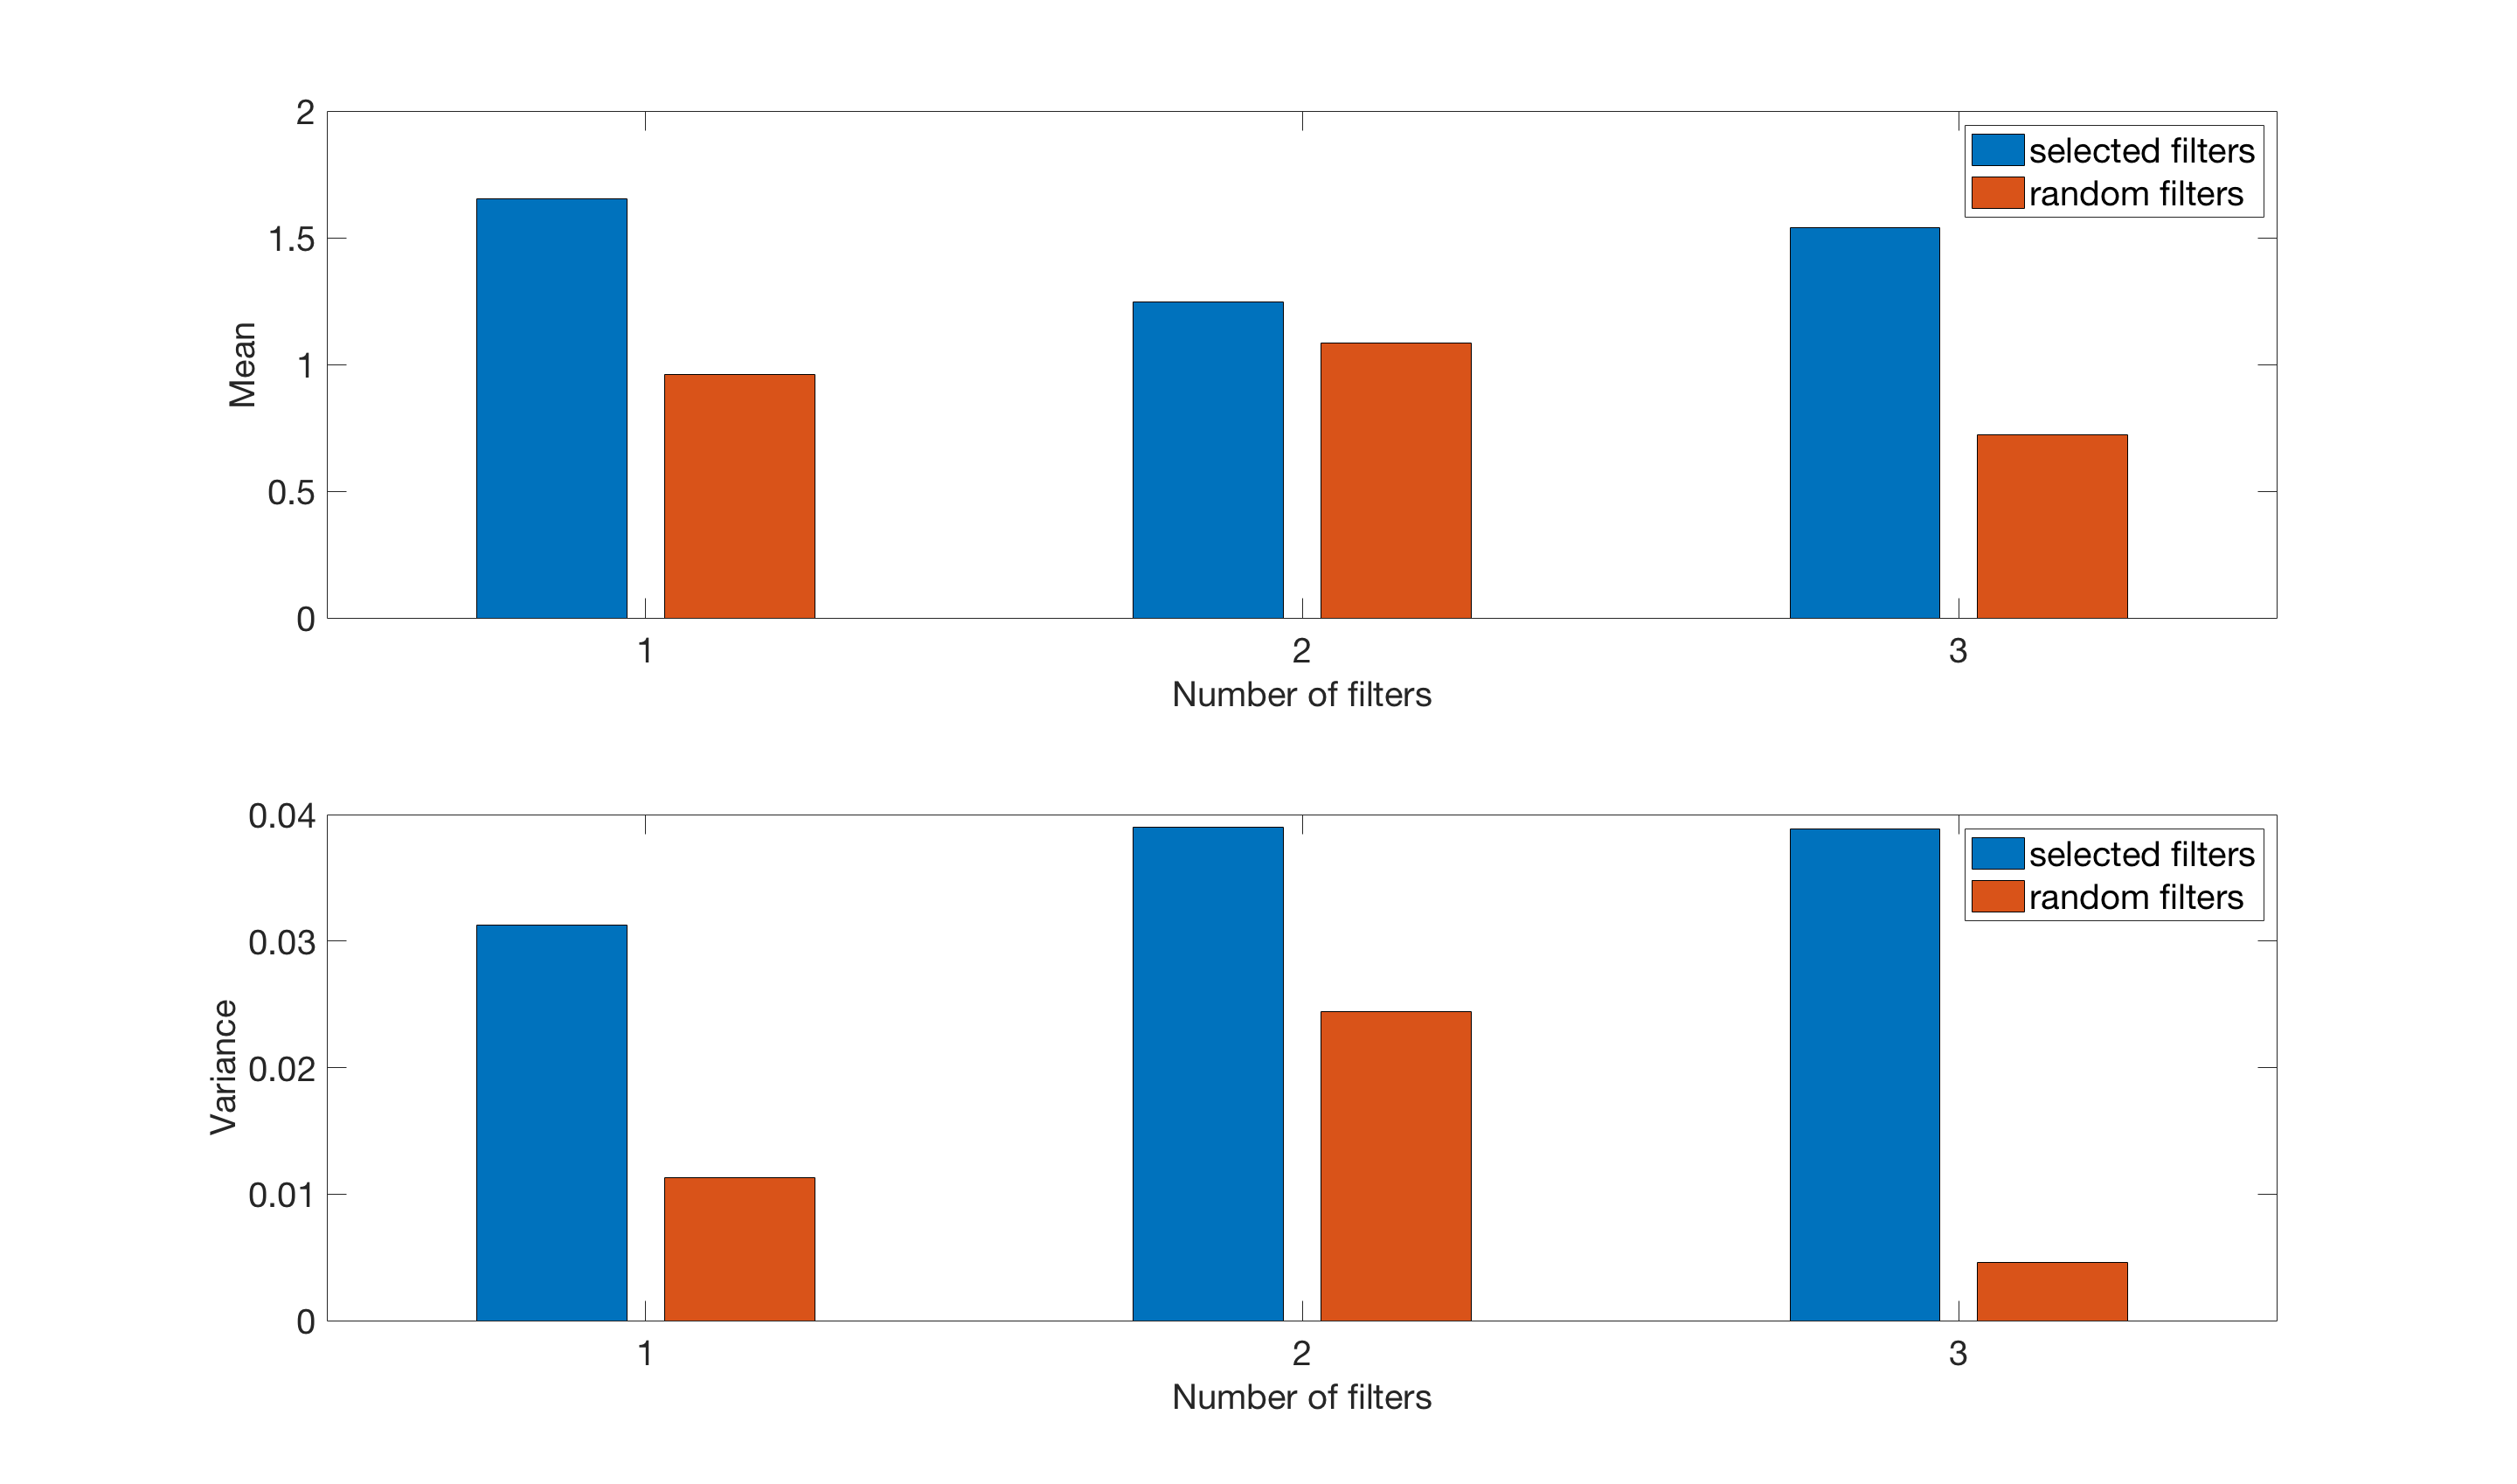 2
1.5
1
0.5
0
Mean
selected filters
random filters
1 2 3
Number of filters
0.04
0.03
0.02
0.01
0
Variance
selected filters
random filters
1 2 3
Number of filters